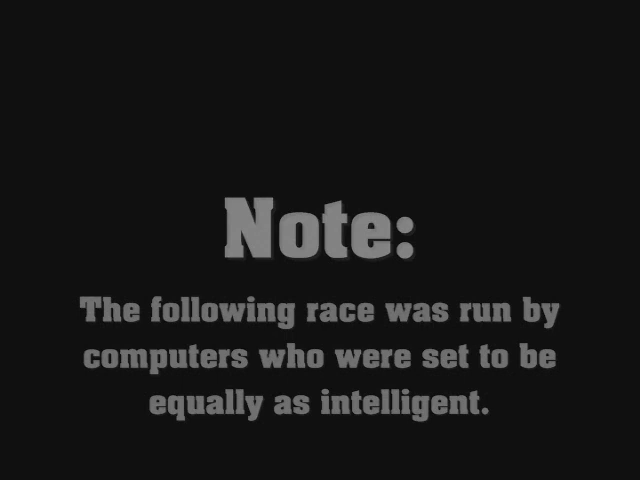 Note:
The following race was run by
computers who were set to be
equally as intelligent.